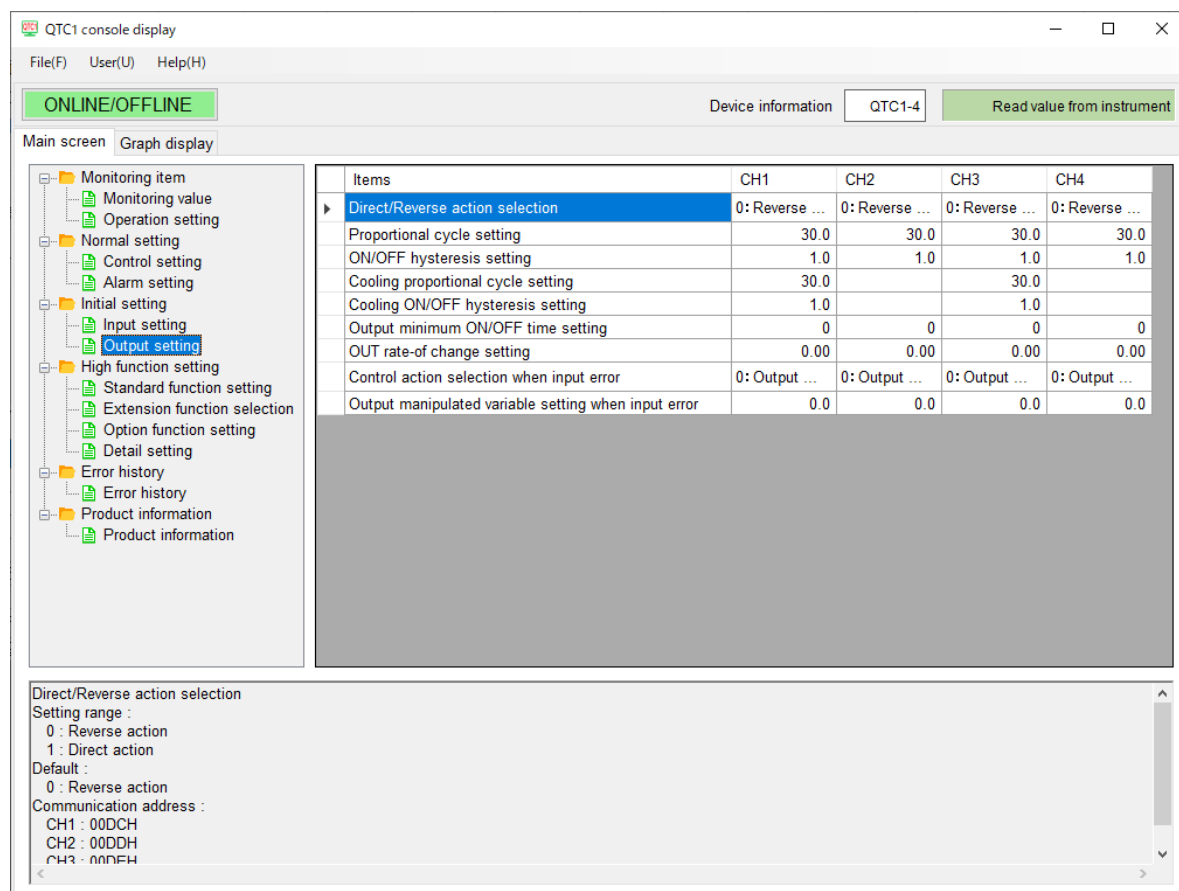 QTC1 console display
File(F) User(U) Help(H)
ONLINE/OFFLINE Device information QTC1-4 Read value from instrument
Main screen Graph display
Monitoring item
Monitoring value
Operation setting
Normal setting
Control setting
Alarm setting
Initial setting
Input setting
Output setting
High function setting
Standard function setting
Extension function selection
Option function setting
Detail setting
Error history
Error history
Product information
Product information
Items CH1 CH2 CH3 CH4
Direct/Reverse action selection 0: Reverse ... 0: Reverse ... 0: Reverse ... 0: Reverse ...
Proportional cycle setting 30.0 30.0 30.0 30.0
ON/OFF hysteresis setting 1.0 1.0 1.0 1.0
Cooling proportional cycle setting 30.0 30.0
Cooling ON/OFF hysteresis setting 1.0 1.0
Output minimum ON/OFF time setting 0 0 0 0
OUT rate-of change setting 0.00 0.00 0.00 0.00
Control action selection when input error 0: Output ... 0: Output ... 0: Output ... 0: Output ...
Output manipulated variable setting when input error 0.0 0.0 0.0 0.0
Direct/Reverse action selection
Setting range :
0 : Reverse action
1 : Direct action
Default :
0 : Reverse action
Communication address :
CH1 : 00DCH
CH2 : 00DDH
CH3 : 00DEH